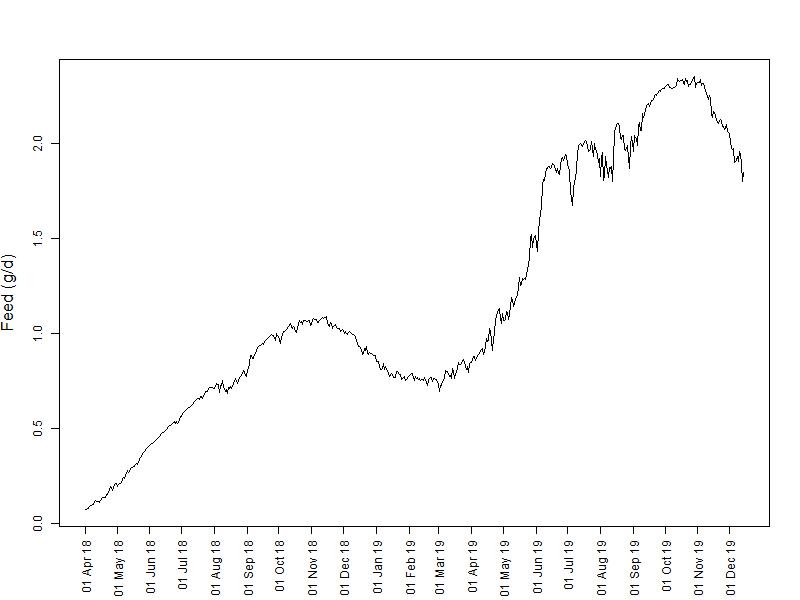 Feed (g/d)
2.0
1.5
1.0
0.5
0.0
01 Apr 18
01 May 18
01 Jun 18
01 Jul 18
01 Aug 18
01 Sep 18
01 Oct 18
01 Nov 18
01 Dec 18
01 Jan 19
01 Feb 19
01 Mar 19
01 Apr 19
01 May 19
01 Jun 19
01 Jul 19
01 Aug 19
01 Sep 19
01 Oct 19
01 Nov 19
01 Dec 19